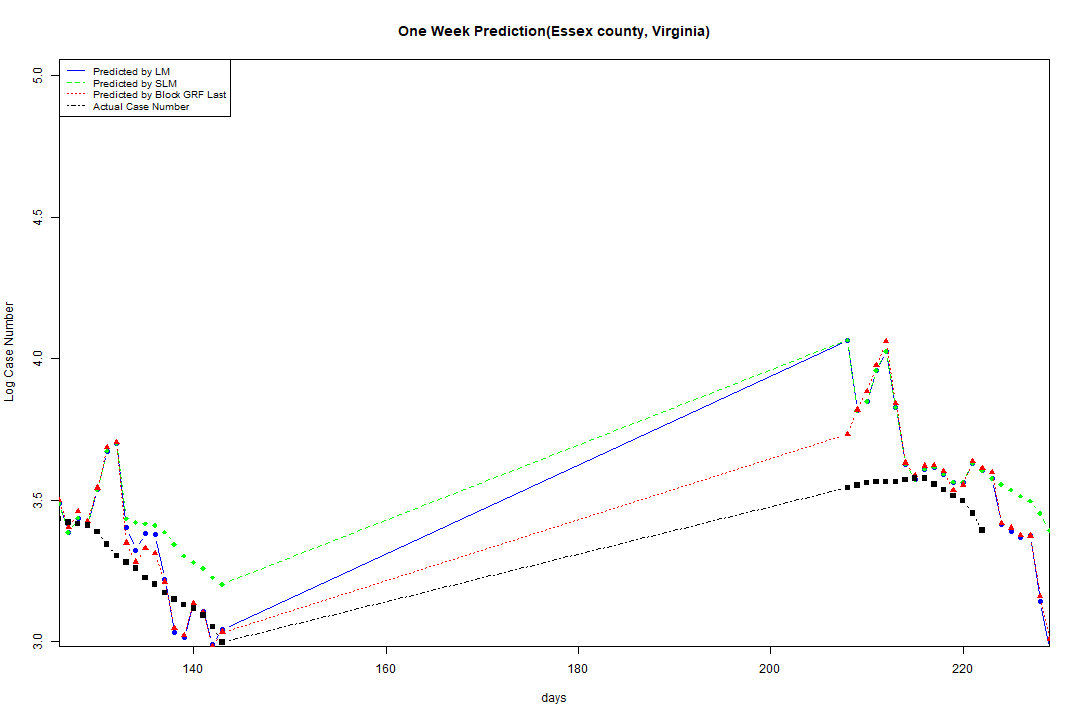 One Week Prediction(Essex county, Virginia)
Predicted by LM
Predicted by SLM
Predicted by Block GRF Last
Actual Case Number
5.0
4.5
4.0
3.5
3.0
Log Case Number
140 160 180 200 220
days